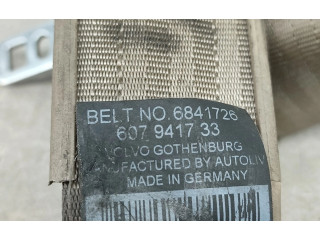 BELT NO.6841726
607 9417 33
VOLVO GOTHENBURG
MANUFACTURED BY AUTOLIV
MADE IN GERMANY